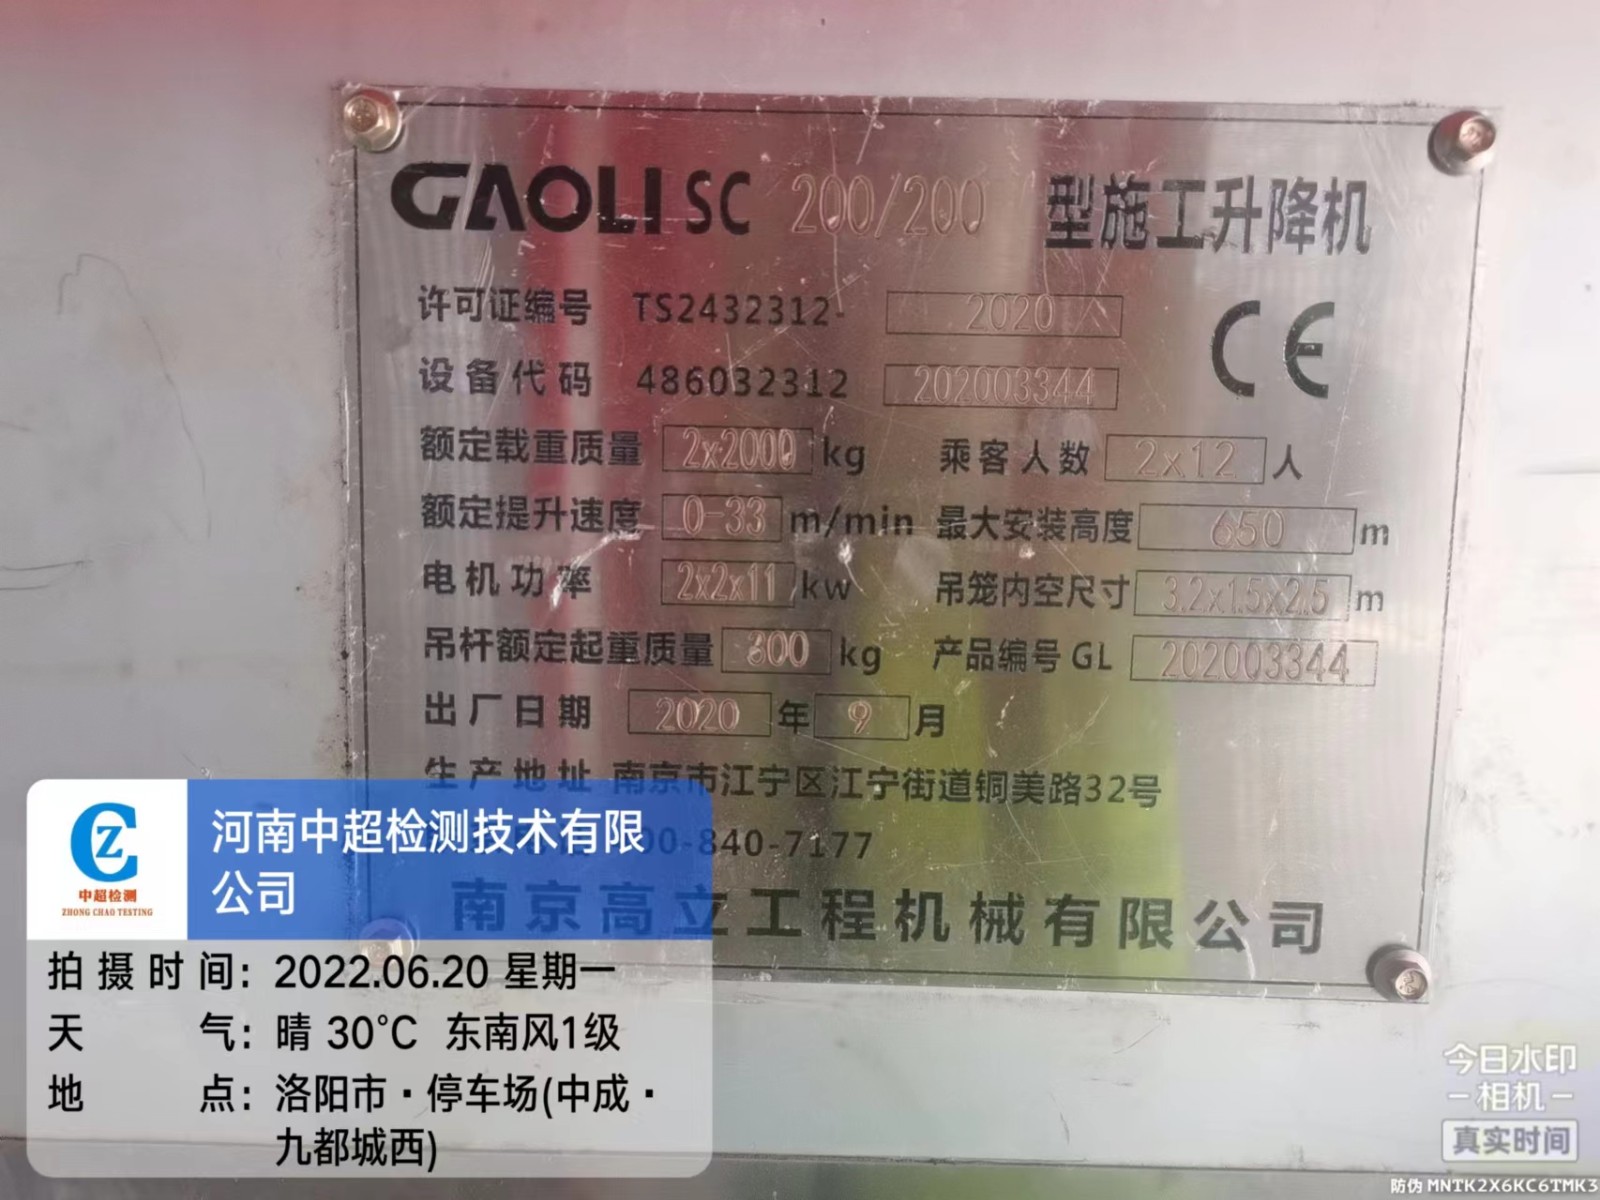 GAOLI SC 200/200 型施工升降机
许可证编号 TS2432312- 2020
设备代码 486032312 202003344
CE
额定载重质量 2x2000 kg 乘客人数 2x12 人
额定提升速度 0-33 m/min 最大安装高度 650 m
电机功率 2x2x11 kw 吊笼内空尺寸 3.2x1.5x2.5 m
吊杆额定起重质量 300 kg 产品编号 GL 202003344
出厂日期 2020 年 9 月
生产地址 南京市江宁区江宁街道铜美路32号
00-840-7177
南京高立工程机械有限公司
中超检测
ZHONG CHAO TESTING
河南中超检测技术有限
公司
拍摄时间: 2022.06.20 星期一
天气: 晴 30°C 东南风1级
地点: 洛阳市·停车场(中成·
九都城西)
今日水印
-相机-
真实时间
防伪 MNTK2X6KC6TMK3